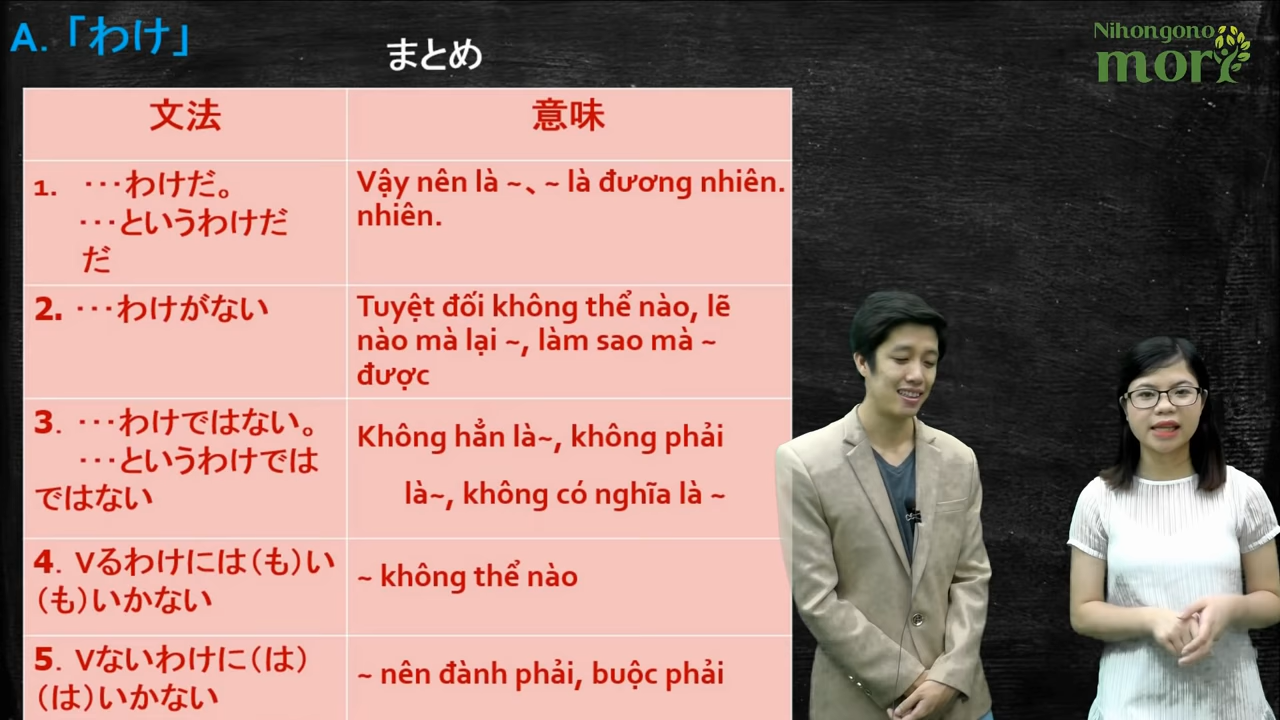 A.「わけ」
まとめ
Nihongono
mori
文法
意味
1. ···わけだ。
···というわけだ
だ
Vậy nên là ~、~ là đương nhiên.
nhiên.
2. ···わけがない
Tuyệt đối không thể nào, lẽ
nào mà lại ~, làm sao mà ~
được
3. ···わけではない。
···というわけでは
ではない
Không hẳn là~, không phải
là~, không có nghĩa là ~
4. Vるわけには(も)い
(も)いかない
~ không thể nào
5. Vないわけに(は)
(は)いかない
~ nên đành phải, buộc phải